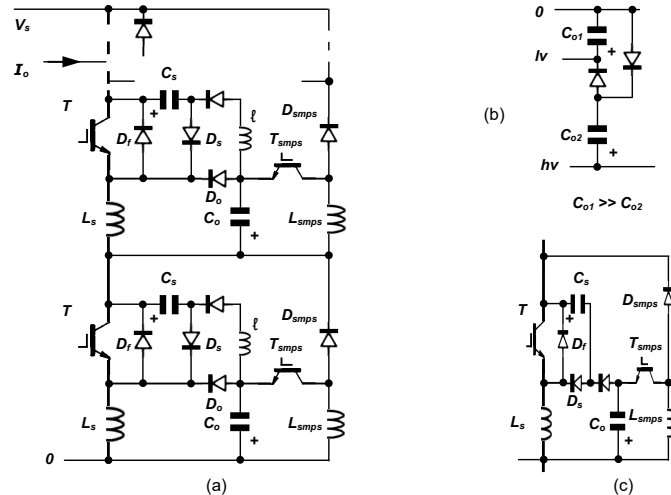 Vs
Io
Cs
T
Df
Ds
ℓ
Dsmps
Tsmps
Do
Ls
Co
+
Lsmps
Cs
T
Df
Ds
ℓ
Dsmps
Tsmps
Do
Ls
Co
+
Lsmps
0
(a)
0
Co1
+
lv
(b)
Co2
+
hv
Co1 >> Co2
Cs
T
+
Df
Dsmps
Tsmps
Ds
Ls
Co
+
Lsmps
(c)